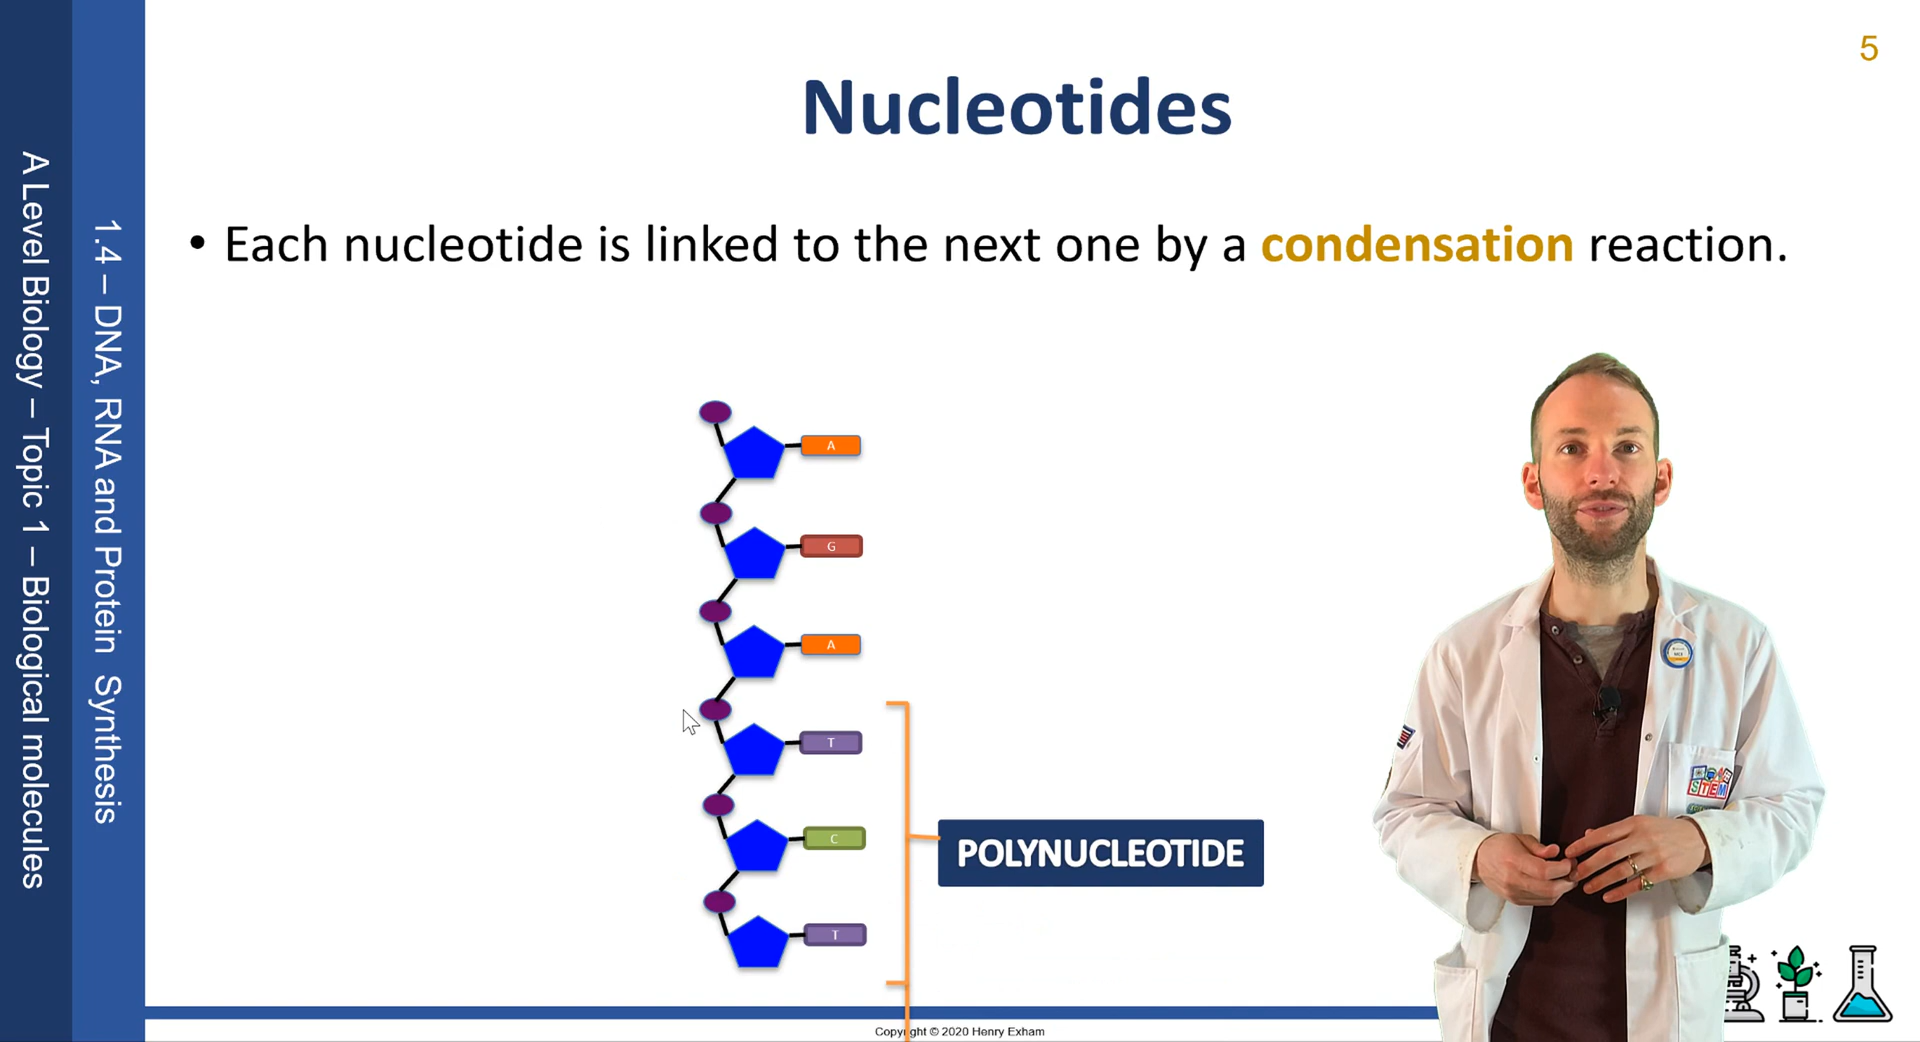 5
Nucleotides
• Each nucleotide is linked to the next one by a condensation reaction.
A
G
A
T
C
T
POLYNUCLEOTIDE
A Level Biology – Topic 1 – Biological molecules
1.4 – DNA, RNA and Protein Synthesis
STEM
Copyright © 2020 Henry Exham